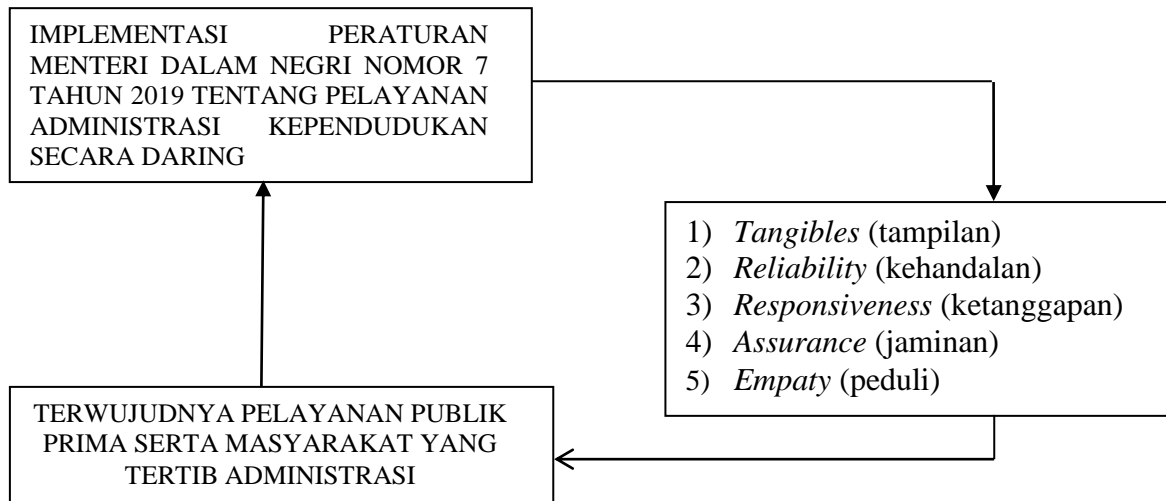 IMPLEMENTASI PERATURAN
MENTERI DALAM NEGRI NOMOR 7
TAHUN 2019 TENTANG PELAYANAN
ADMINISTRASI KEPENDUDUKAN
SECARA DARING
1) Tangibles (tampilan)
2) Reliability (kehandalan)
3) Responsiveness (ketanggapan)
4) Assurance (jaminan)
5) Empaty (peduli)
TERWUJUDNYA PELAYANAN PUBLIK
PRIMA SERTA MASYARAKAT YANG
TERTIB ADMINISTRASI